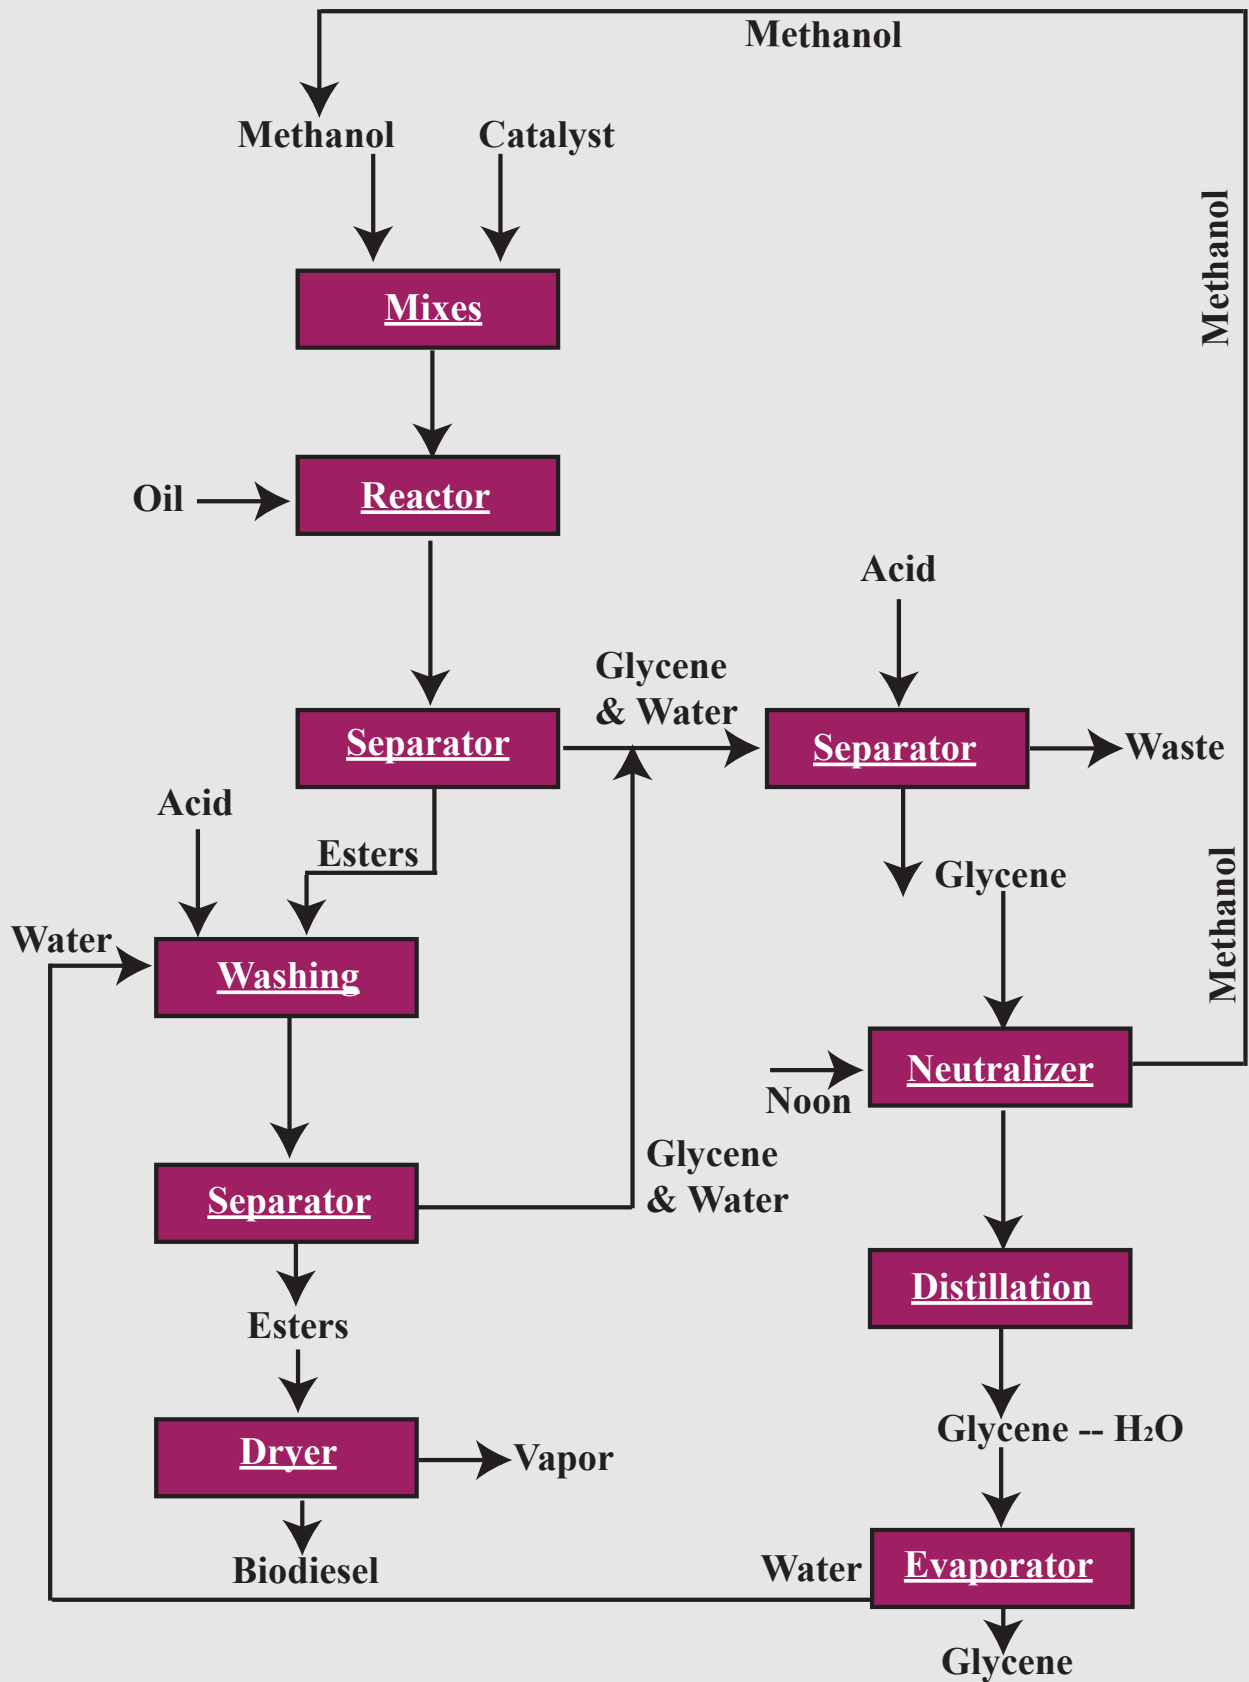 Methanol
Methanol
Catalyst
Methanol
Mixes
Oil
Reactor
Acid
Glycene
& Water
Separator
Separator
Waste
Acid
Esters
Glycene
Methanol
Water
Washing
Neutralizer
Noon
Glycene
& Water
Separator
Distillation
Esters
Glycene -- H₂O
Dryer
Vapor
Biodiesel
Water
Evaporator
Glycene